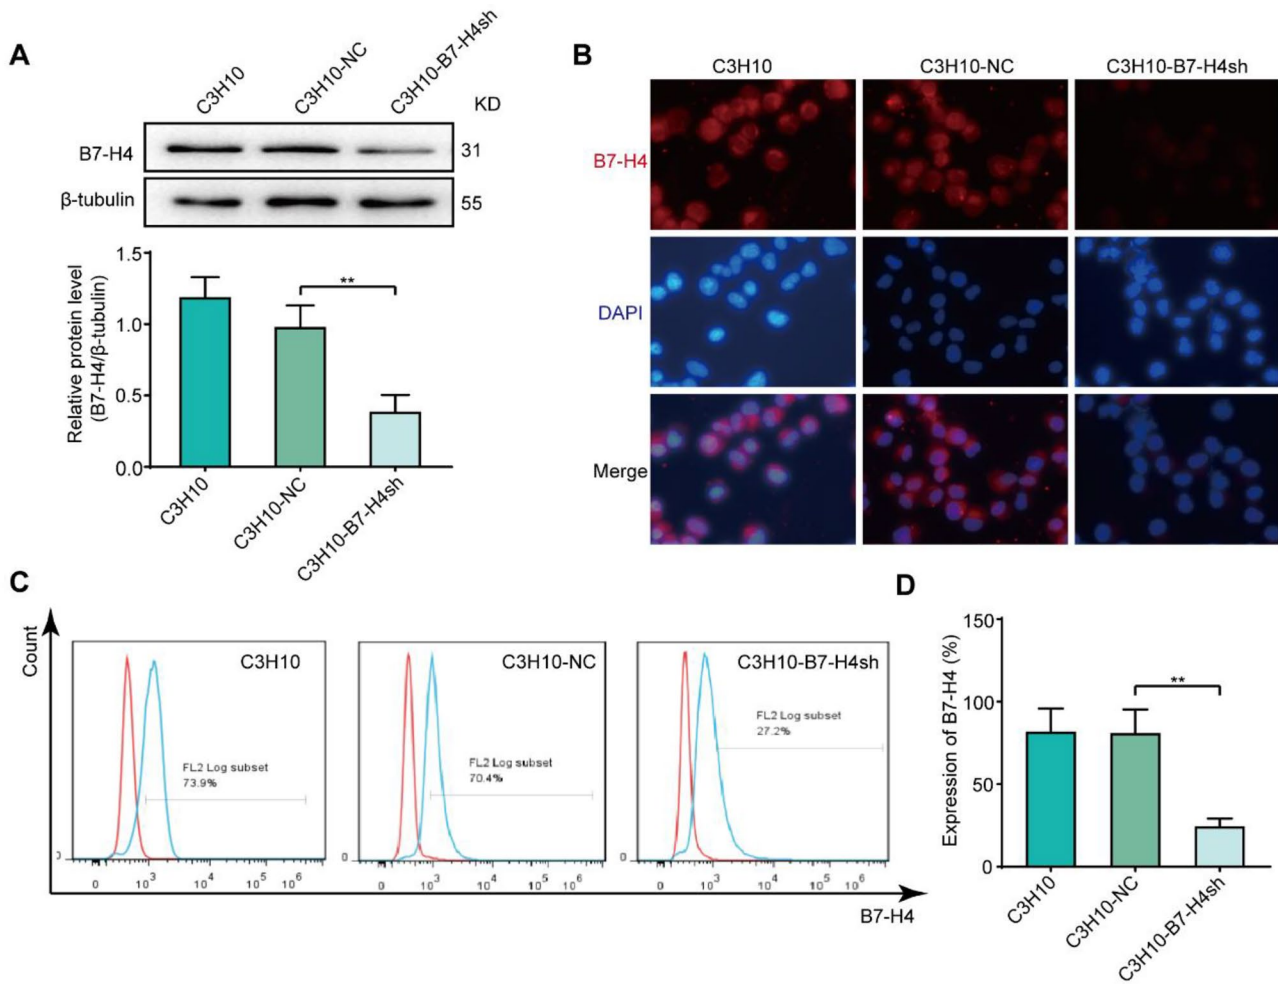 A
C3H10
C3H10-NC
C3H10-B7-H4sh
KD
B7-H4
31
β-tubulin
55
Relative protein level
(B7-H4/β-tubulin)
1.5
1.0
0.5
0.0
**
C3H10
C3H10-NC
C3H10-B7-H4sh
B
C3H10
C3H10-NC
C3H10-B7-H4sh
B7-H4
DAPI
Merge
C
Count
C3H10
FL2 Log subset
73.9%
0
0 10³ 10⁴ 10⁵ 10⁶
C3H10-NC
FL2 Log subset
70.4%
0
0 10³ 10⁴ 10⁵ 10⁶
C3H10-B7-H4sh
FL2 Log subset
27.2%
0
0 10³ 10⁴ 10⁵ 10⁶
B7-H4
D
Expression of B7-H4 (%)
150
100
50
0
**
C3H10
C3H10-NC
C3H10-B7-H4sh